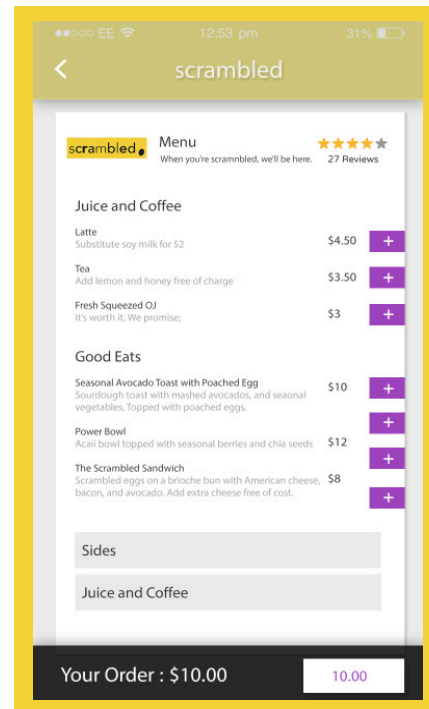 EE 12:53 pm 31%
scrambled
scrambled
Menu
When you're scramnbled, we'll be here.
27 Reviews
Juice and Coffee
Latte
Substitute soy milk for $2
$4.50 +
Tea
Add lemon and honey free of charge
$3.50 +
Fresh Squeezed OJ
It's worth it. We promise;
$3 +
Good Eats
Seasonal Avocado Toast with Poached Egg
Sourdough toast with mashed avocados, and seaonal
vegetables, Topped with poached eggs.
$10 +
+
Power Bowl
Acaii bowl topped with seasonal berries and chia seeds
$12
+
The Scrambled Sandwich
Scrambled eggs on a brioche bun with American cheese,
bacon, and avocado. Add extra cheese free of cost.
$8
+
Sides
Juice and Coffee
Your Order : $10.00
10.00